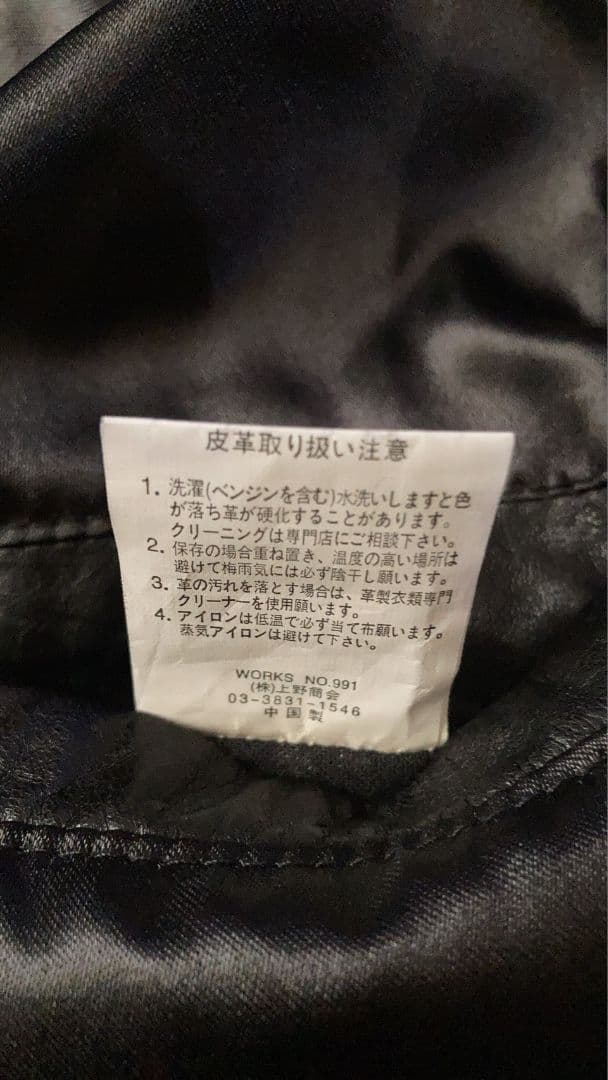 皮革取り扱い注意
1. 洗濯(ベンジンを含む)水洗いしますと色
が落ち革が硬化することがあります。
クリーニングは専門店にご相談下さい。
2. 保存の場合重ね置き、温度の高い場所は
避けて梅雨気には必ず陰干し願います。
3. 革の汚れを落とす場合は、革製衣類専門
クリーナーを使用願います。
4. アイロンは低温で必ず当て布願います。
蒸気アイロンは避けて下さい。
WORKS NO.991
(株)上野商会
03-3831-1546
中国製